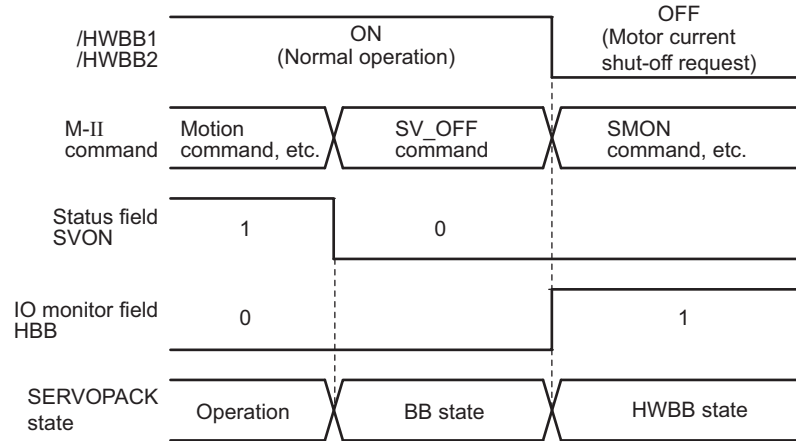 /HWBB1
/HWBB2
ON
(Normal operation)
OFF
(Motor current
shut-off request)
M-II
command
Motion
command, etc.
SV_OFF
command
SMON
command, etc.
Status field
SVON
1
0
IO monitor field
HBB
0
1
SERVOPACK
state
Operation
BB state
HWBB state